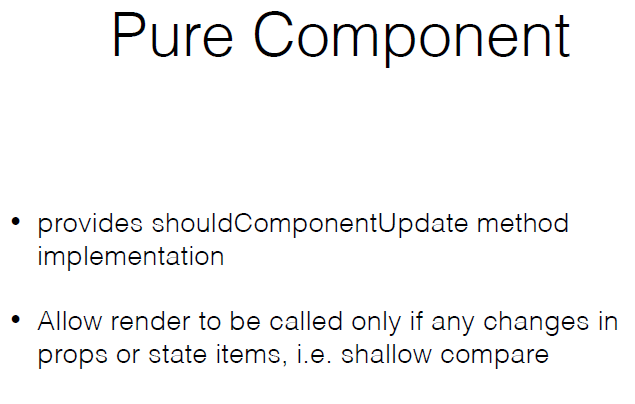 Pure Component
• provides shouldComponentUpdate method
implementation
• Allow render to be called only if any changes in
props or state items, i.e. shallow compare